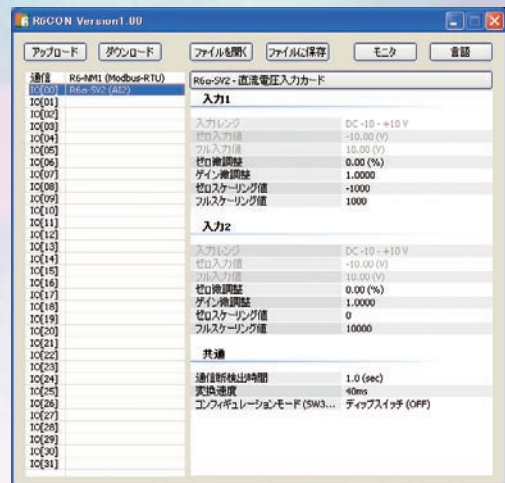 R6CON Version1.00
アップロード ダウンロード ファイルを開く ファイルに保存 モニタ 言語
通信 R6-NM1 (Modbus-RTU)
IO[00] R6α-SV2 (AI2)
IO[01]
IO[02]
IO[03]
IO[04]
IO[05]
IO[06]
IO[07]
IO[08]
IO[09]
IO[10]
IO[11]
IO[12]
IO[13]
IO[14]
IO[15]
IO[16]
IO[17]
IO[18]
IO[19]
IO[20]
IO[21]
IO[22]
IO[23]
IO[24]
IO[25]
IO[26]
IO[27]
IO[28]
IO[29]
IO[30]
IO[31]
R6α-SV2 - 直流電圧入力カード
入力1
入力レンジ DC -10 - +10 V
ゼロ入力値 -10.00 (V)
フル入力値 10.00 (V)
ゼロ微調整 0.00 (%)
ゲイン微調整 1.0000
ゼロスケーリング値 -1000
フルスケーリング値 1000
入力2
入力レンジ DC -10 - +10 V
ゼロ入力値 -10.00 (V)
フル入力値 10.00 (V)
ゼロ微調整 0.00 (%)
ゲイン微調整 1.0000
ゼロスケーリング値 0
フルスケーリング値 10000
共通
通信断検出時間 1.0 (sec)
変換速度 40ms
コンフィギュレーションモード (SW3... ディップスイッチ (OFF)